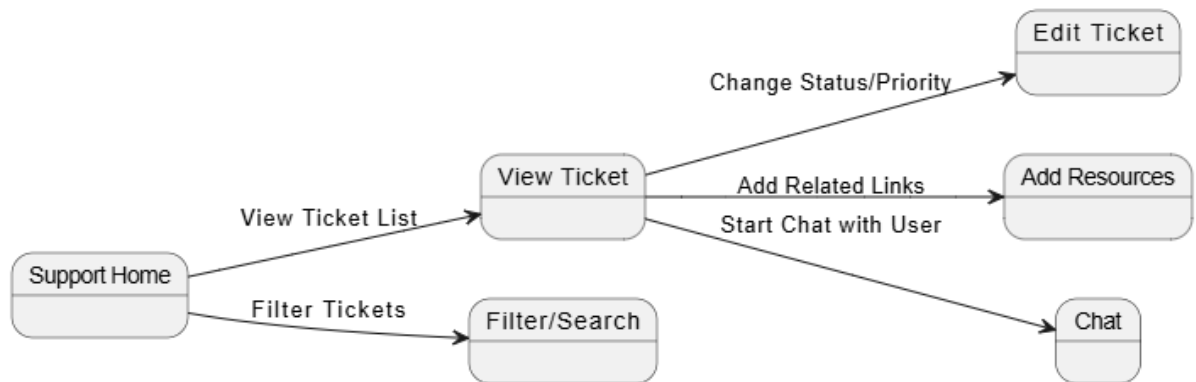 Edit Ticket
Change Status/Priority
View Ticket
Add Related Links
Add Resources
View Ticket List
Start Chat with User
Support Home
Filter Tickets
Filter/Search
Chat